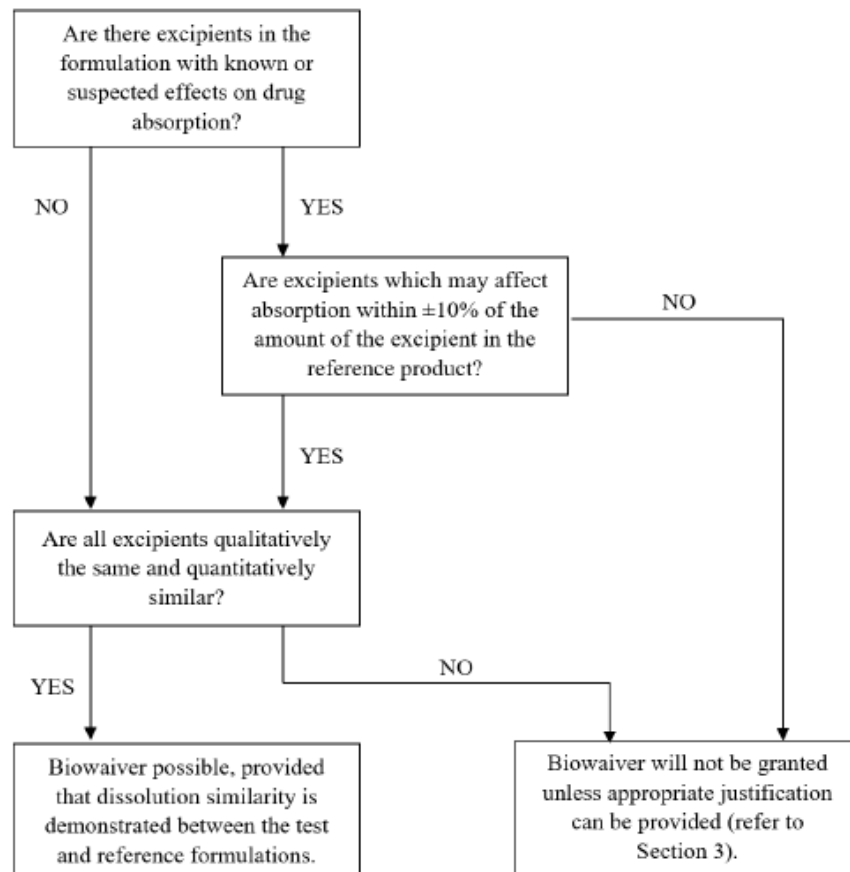 Are there excipients in the
formulation with known or
suspected effects on drug
absorption?
NO
YES
Are excipients which may affect
absorption within ±10% of the
amount of the excipient in the
reference product?
NO
YES
Are all excipients qualitatively
the same and quantitatively
similar?
YES
NO
Biowaiver possible, provided
that dissolution similarity is
demonstrated between the test
and reference formulations.
Biowaiver will not be granted
unless appropriate justification
can be provided (refer to
Section 3).